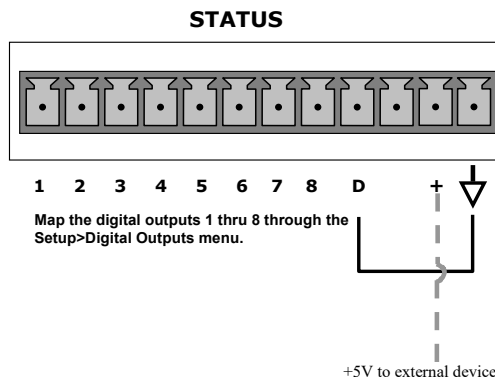 STATUS
1 2 3 4 5 6 7 8 D +
Map the digital outputs 1 thru 8 through the
Setup>Digital Outputs menu.
+5V to external device